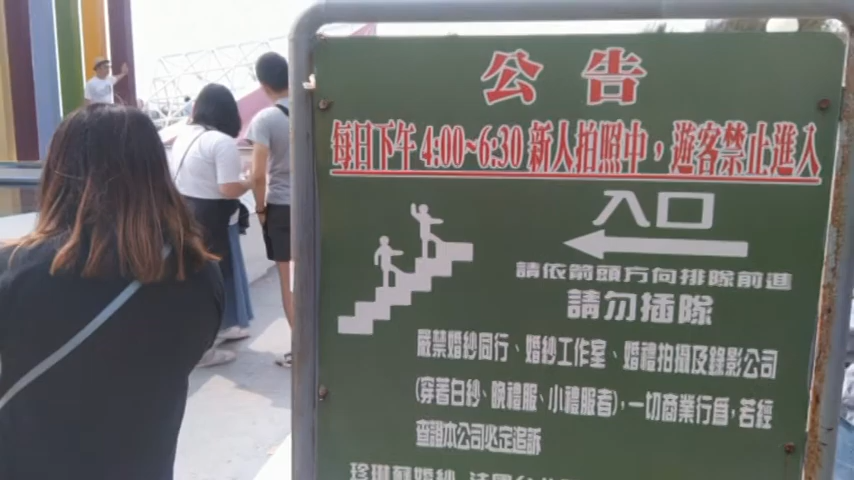 公告
每日下午 4:00~6:30 新人拍照中，遊客禁止進入
入口
請依箭頭方向排隊前進
請勿插隊
嚴禁婚紗同行、婚紗工作室、婚禮拍攝及錄影公司
(穿著白紗、晚禮服、小禮服者),一切商業行為,若經
查證本公司必定追訴